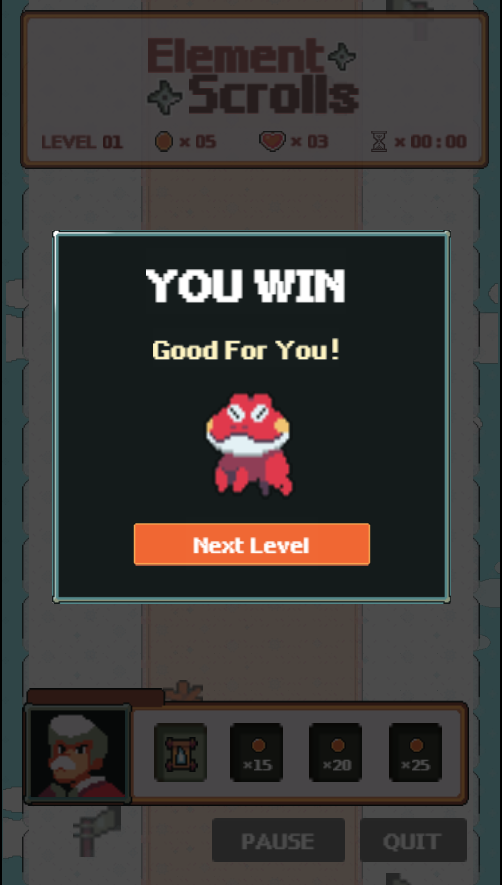 Element
Scrolls
LEVEL 01 × 05 × 03 × 00:00
YOU WIN
Good For You!
Next Level
×15 ×20 ×25
PAUSE QUIT